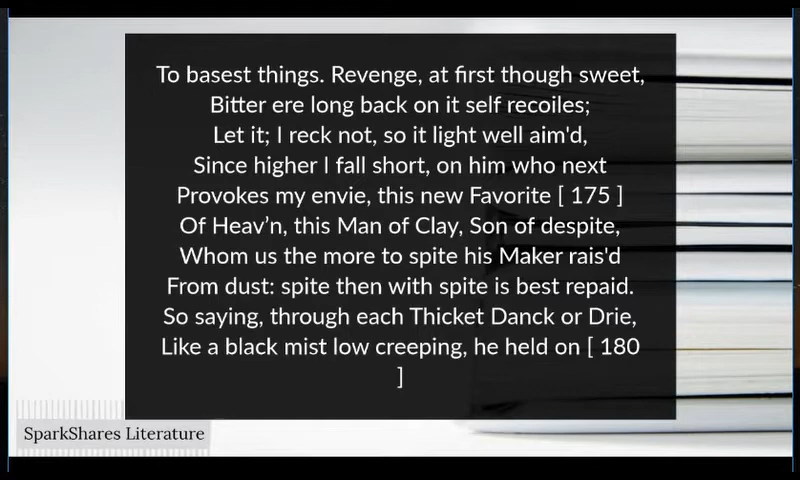 To basest things. Revenge, at first though sweet,
Bitter ere long back on it self recoiles;
Let it; I reck not, so it light well aim'd,
Since higher I fall short, on him who next
Provokes my envie, this new Favorite [ 175 ]
Of Heav’n, this Man of Clay, Son of despite,
Whom us the more to spite his Maker rais'd
From dust: spite then with spite is best repaid.
So saying, through each Thicket Danck or Drie,
Like a black mist low creeping, he held on [ 180
]
SparkShares Literature